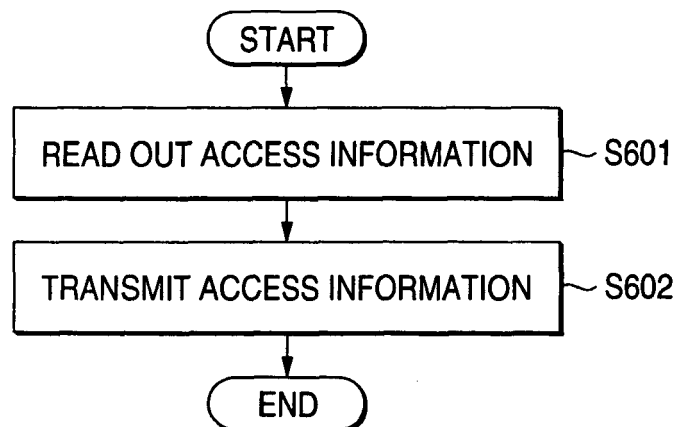 START
READ OUT ACCESS INFORMATION S601
TRANSMIT ACCESS INFORMATION S602
END